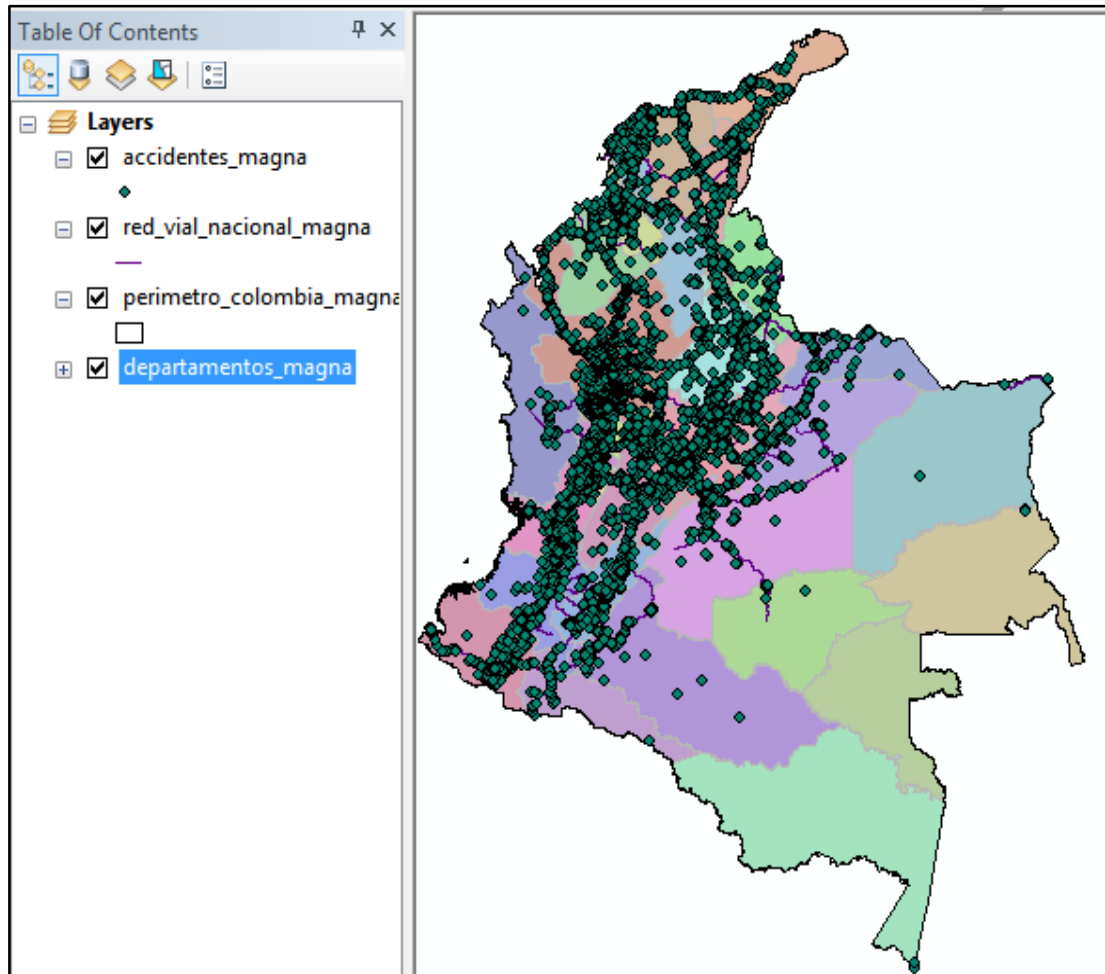 Table Of Contents
Layers
accidentes_magna
red_vial_nacional_magna
perimetro_colombia_magna
departamentos_magna